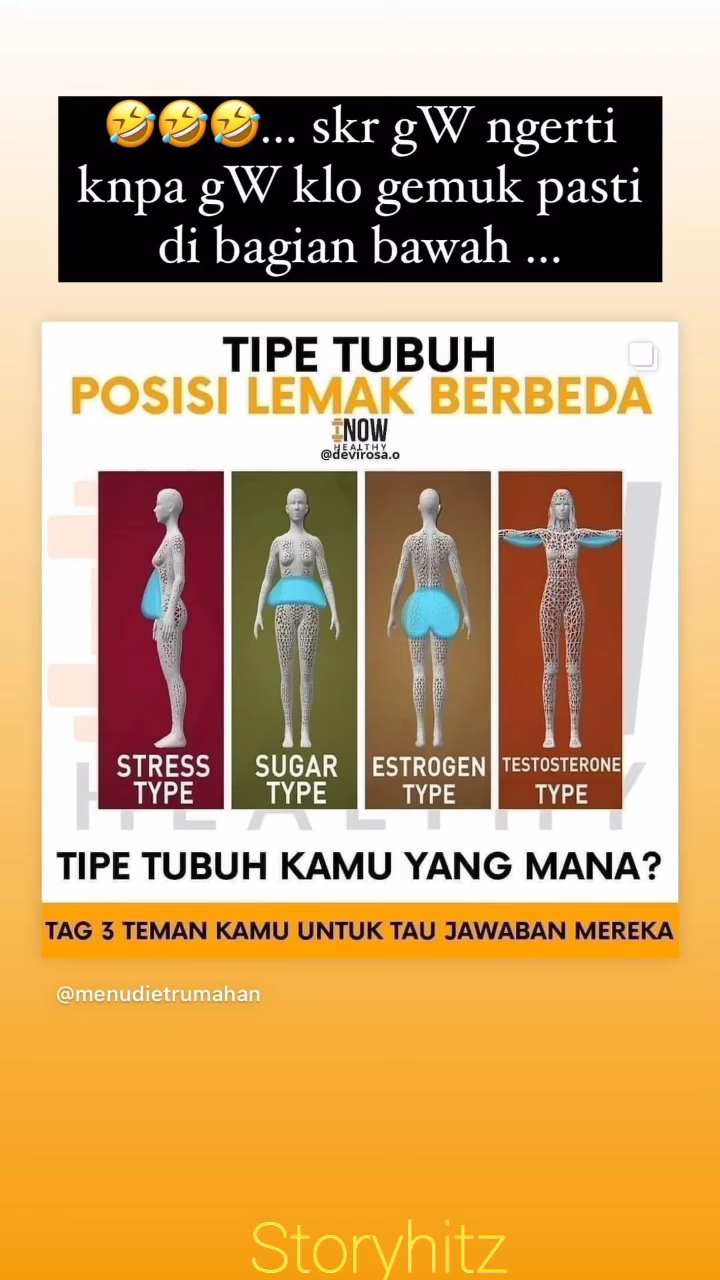 🤣🤣🤣... skr gW ngerti
knpa gW klo gemuk pasti
di bagian bawah ...
TIPE TUBUH
POSISI LEMAK BERBEDA
NOW
HEALTHY
@devirosa.o
STRESS
TYPE
SUGAR
TYPE
ESTROGEN
TYPE
TESTOSTERONE
TYPE
HEALTHY
TIPE TUBUH KAMU YANG MANA?
TAG 3 TEMAN KAMU UNTUK TAU JAWABAN MEREKA
@menudietrumahan
Storyhitz